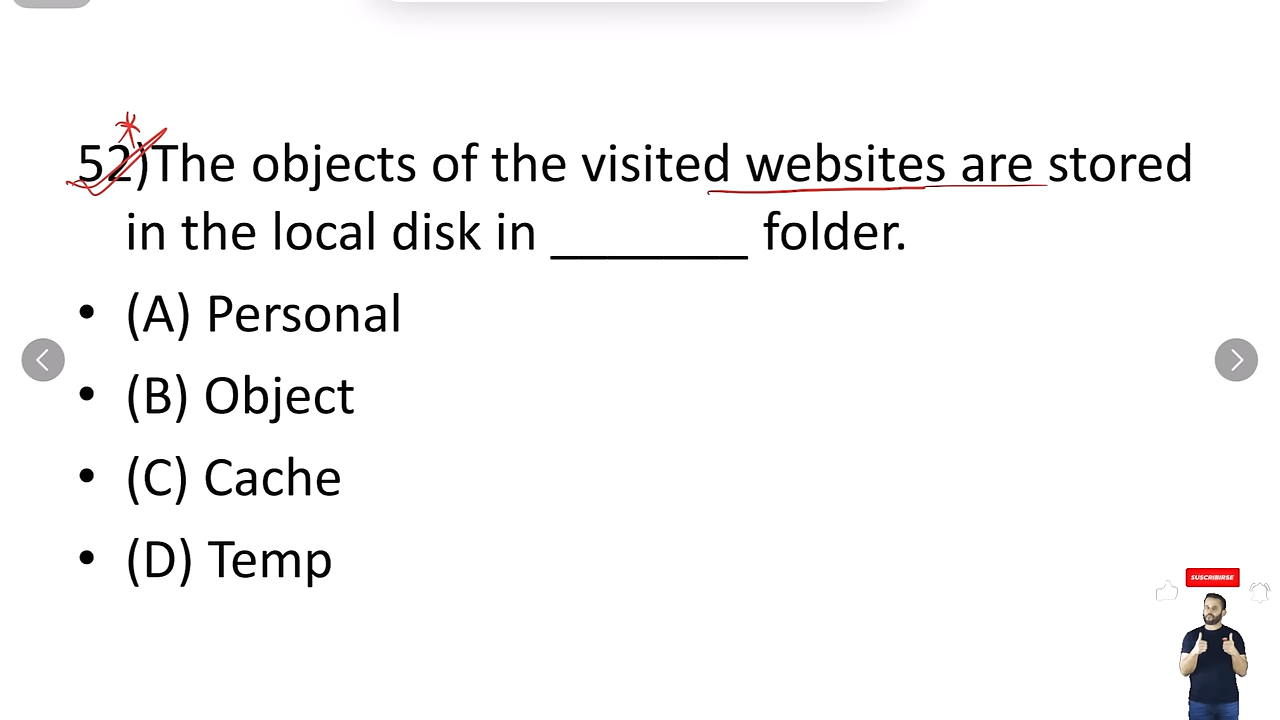 52)The objects of the visited websites are stored
in the local disk in _______ folder.
• (A) Personal
• (B) Object
• (C) Cache
• (D) Temp
SUSCRIBIRSE